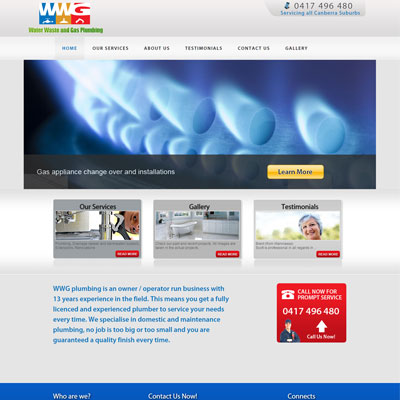 WWG
Water Waste and Gas Plumbing
0417 496 480
Servicing all Canberra Suburbs
HOME OUR SERVICES ABOUT US TESTIMONIALS CONTACT US GALLERY
Gas appliance change over and installations
Learn More
Our Services
READ MORE
Gallery
READ MORE
Testimonials
READ MORE
WWG plumbing is an owner / operator run business with
13 years experience in the field. This means you get a fully
licenced and experienced plumber to service your needs
every time. We specialise in domestic and maintenance
plumbing, no job is too big or too small and you are
guaranteed a quality finish every time.
CALL NOW FOR
PROMPT SERVICE
0417 496 480
Call Us Now!
Who are we?
Contact Us Now!
Connects